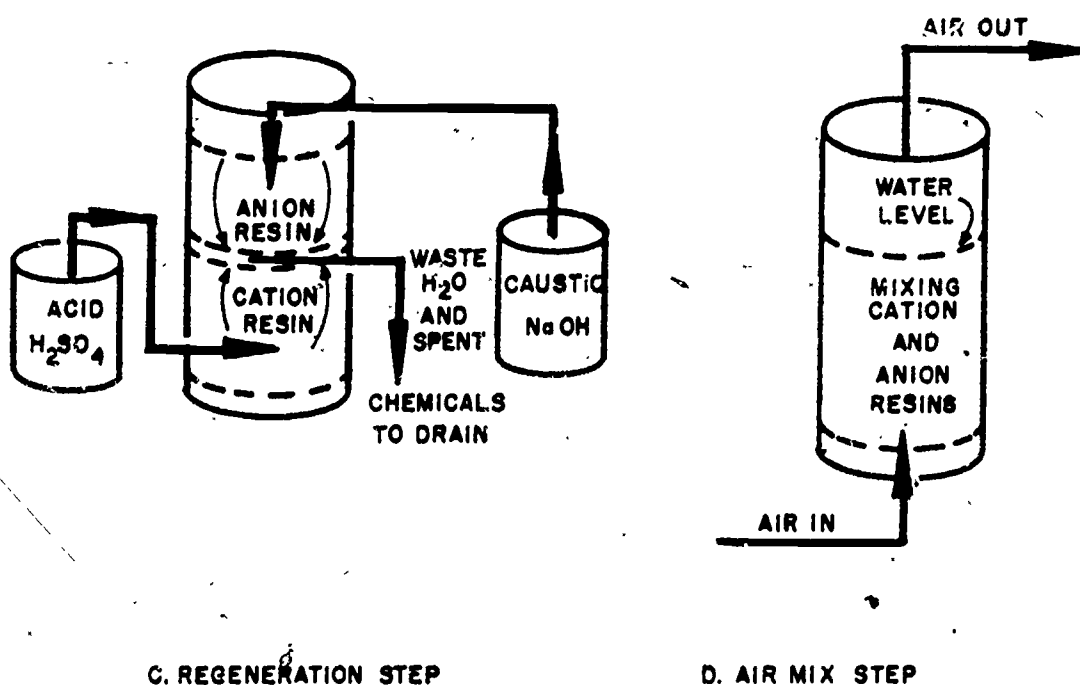 ANION
RESIN
CATION
RESIN
ACID
H₂SO₄
WASTE
H₂O
AND
SPENT
CHEMICALS
TO DRAIN
CAUSTIC
NaOH
C. REGENERATION STEP
AIR OUT
WATER
LEVEL
MIXING
CATION
AND
ANION
RESINS
AIR IN
D. AIR MIX STEP